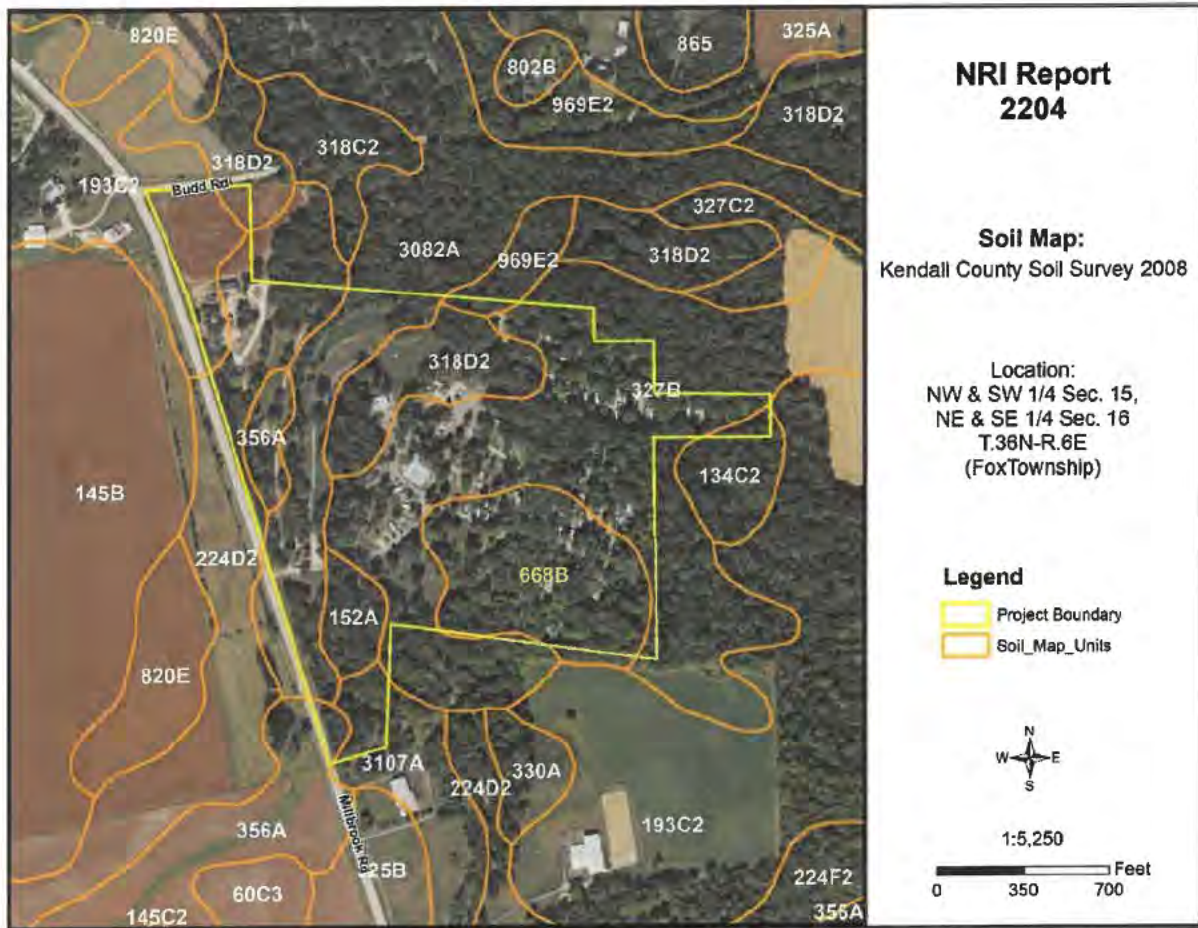 820E
865
325A
802B
969E2
318D2
318C2
318D2
193C2
Budd Rd
327C2
3082A
969E2
318D2
318D2
327B
356A
134C2
145B
224D2
668B
152A
820E
3107A
330A
224D2
193C2
Millbrook Rd
356A
325B
60C3
224F2
145C2
356A
NRI Report
2204
Soil Map:
Kendall County Soil Survey 2008
Location:
NW & SW 1/4 Sec. 15,
NE & SE 1/4 Sec. 16
T.36N-R.6E
(FoxTownship)
Legend
Project Boundary
Soil_Map_Units
N
W E
S
1:5,250
Feet
0 350 700